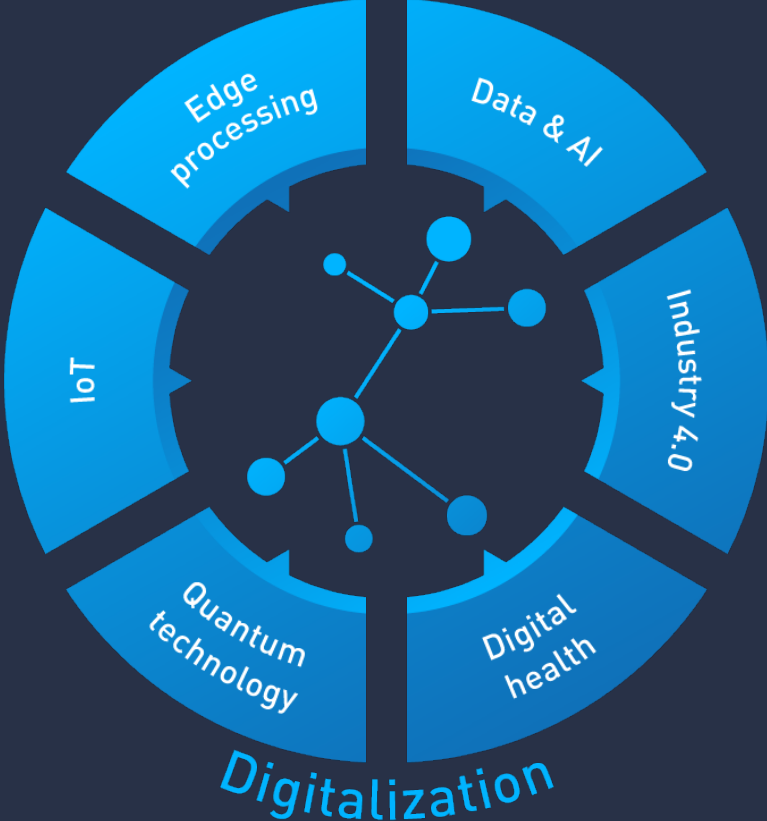 Edge
processing
Data & AI
Industry 4.0
Digital
health
Quantum
technology
IoT
Digitalization